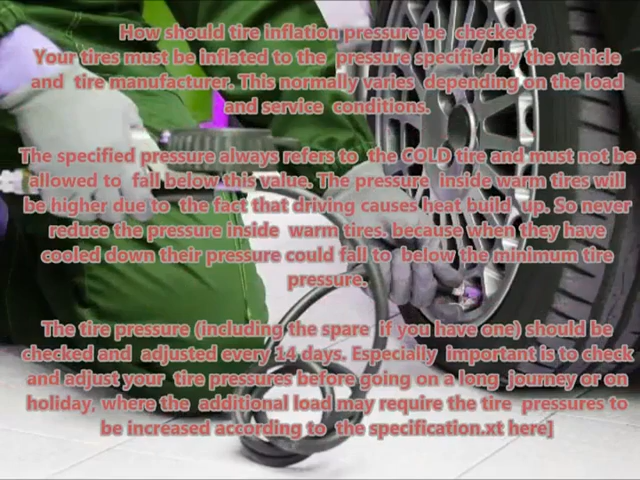 How should tire inflation pressure be checked?
Your tires must be inflated to the pressure specified by the vehicle
and tire manufacturer. This normally varies depending on the load
and service conditions.
The specified pressure always refers to the COLD tire and must not be
allowed to fall below this value. The pressure inside warm tires will
be higher due to the fact that driving causes heat build up. So never
reduce the pressure inside warm tires. because when they have
cooled down their pressure could fall to below the minimum tire
pressure.
The tire pressure (including the spare if you have one) should be
checked and adjusted every 14 days. Especially important is to check
and adjust your tire pressures before going on a long journey or on
holiday, where the additional load may require the tire pressures to
be increased according to the specification.xt here]